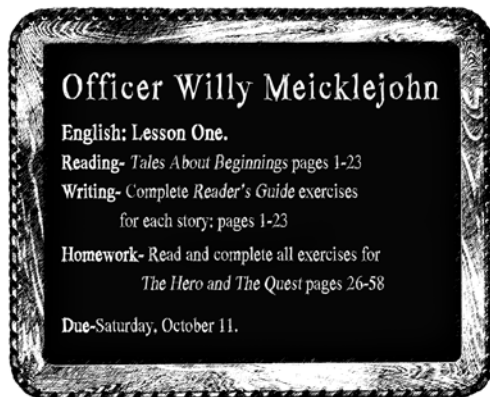 Officer Willy Meicklejohn
English: Lesson One.
Reading- Tales About Beginnings pages 1-23
Writing- Complete Reader's Guide exercises
for each story: pages 1-23
Homework- Read and complete all exercises for
The Hero and The Quest pages 26-58
Due-Saturday, October 11.